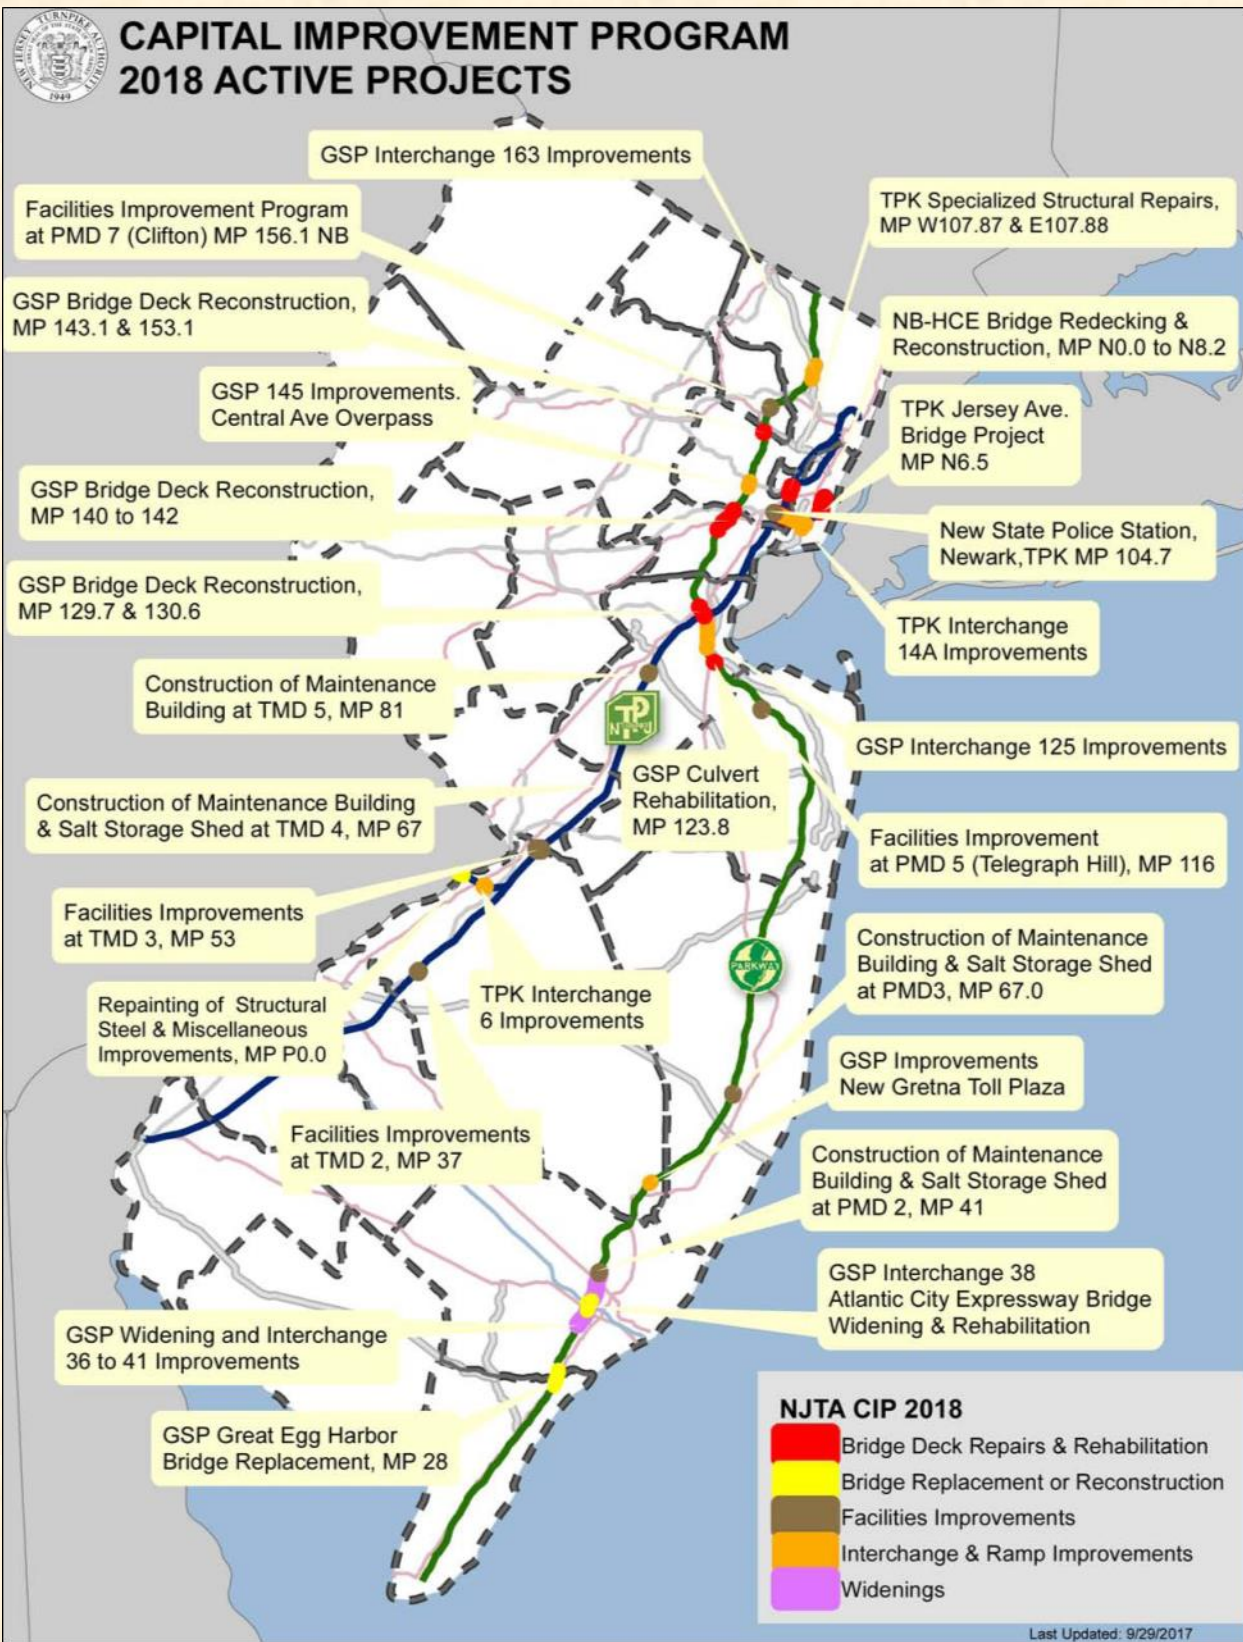 NEW JERSEY TURNPIKE AUTHORITY
1949
CAPITAL IMPROVEMENT PROGRAM
2018 ACTIVE PROJECTS
GSP Interchange 163 Improvements
Facilities Improvement Program
at PMD 7 (Clifton) MP 156.1 NB
TPK Specialized Structural Repairs,
MP W107.87 & E107.88
GSP Bridge Deck Reconstruction,
MP 143.1 & 153.1
NB-HCE Bridge Redecking &
Reconstruction, MP N0.0 to N8.2
GSP 145 Improvements.
Central Ave Overpass
TPK Jersey Ave.
Bridge Project
MP N6.5
GSP Bridge Deck Reconstruction,
MP 140 to 142
New State Police Station,
Newark,TPK MP 104.7
GSP Bridge Deck Reconstruction,
MP 129.7 & 130.6
TPK Interchange
14A Improvements
Construction of Maintenance
Building at TMD 5, MP 81
GSP Interchange 125 Improvements
GSP Culvert
Rehabilitation,
MP 123.8
Construction of Maintenance Building
& Salt Storage Shed at TMD 4, MP 67
Facilities Improvement
at PMD 5 (Telegraph Hill), MP 116
Facilities Improvements
at TMD 3, MP 53
Construction of Maintenance
Building & Salt Storage Shed
at PMD3, MP 67.0
PARKWAY
TPK Interchange
6 Improvements
Repainting of Structural
Steel & Miscellaneous
Improvements, MP P0.0
GSP Improvements
New Gretna Toll Plaza
Facilities Improvements
at TMD 2, MP 37
Construction of Maintenance
Building & Salt Storage Shed
at PMD 2, MP 41
GSP Interchange 38
Atlantic City Expressway Bridge
Widening & Rehabilitation
GSP Widening and Interchange
36 to 41 Improvements
GSP Great Egg Harbor
Bridge Replacement, MP 28
NJTA CIP 2018
Bridge Deck Repairs & Rehabilitation
Bridge Replacement or Reconstruction
Facilities Improvements
Interchange & Ramp Improvements
Widenings
Last Updated: 9/29/2017